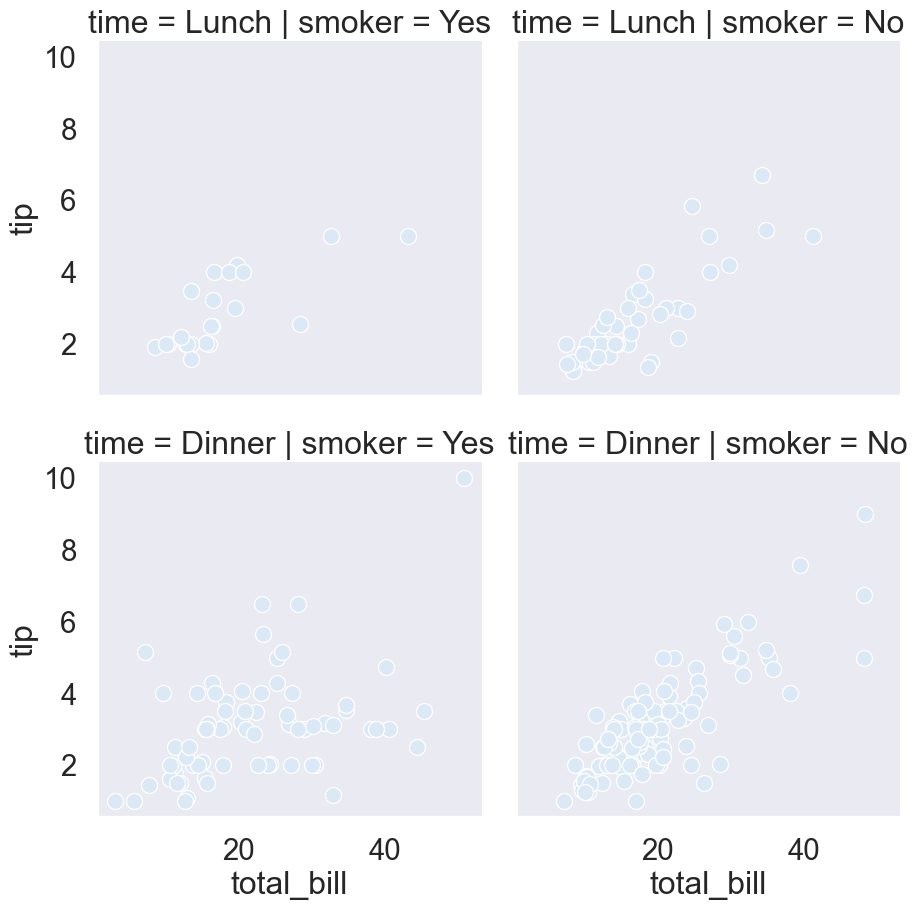 time = Lunch | smoker = Yes
time = Lunch | smoker = No
10
8
6
4
2
tip
time = Dinner | smoker = Yes
time = Dinner | smoker = No
10
8
6
4
2
tip
20
40
20
40
total_bill
total_bill